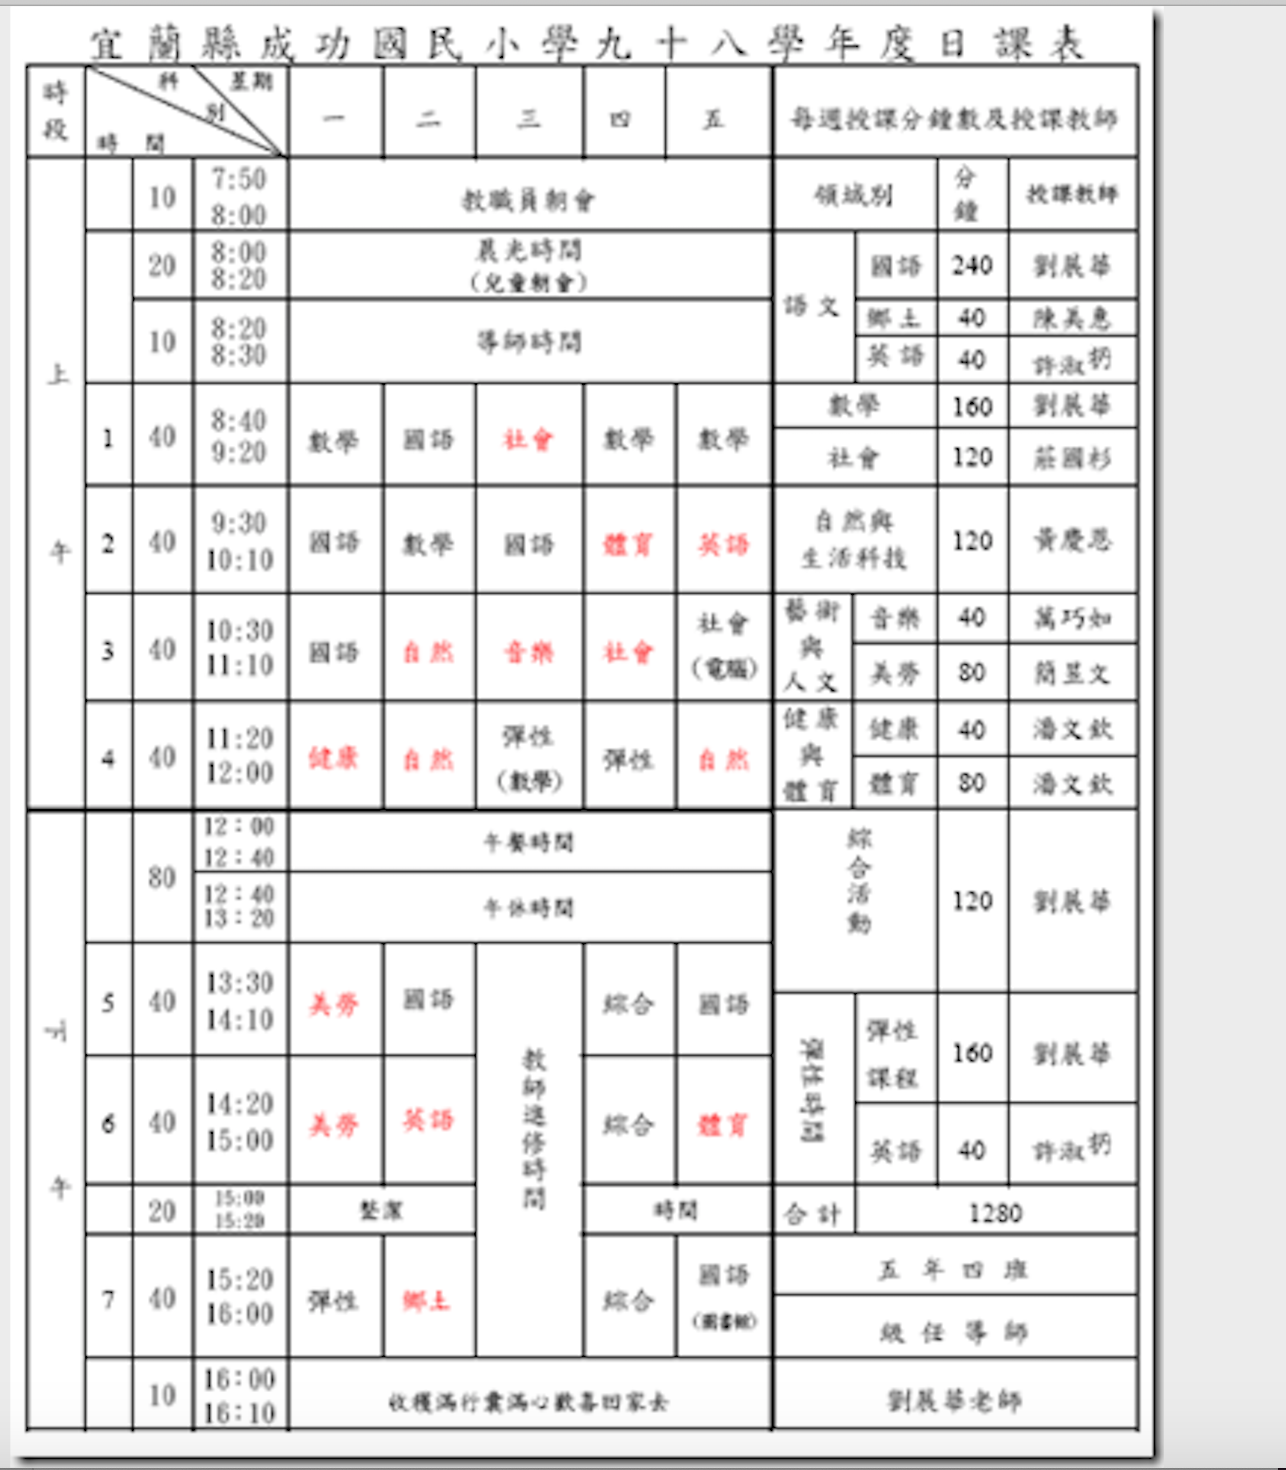 宜蘭縣成功國民小學九十八學年度日課表
時段
科別
星期
時間
一 二 三 四 五
每週授課分鐘數及授課教師
上午
10 7:50 8:00 教職員朝會
領域別 分鐘 授課教師
20 8:00 8:20 晨光時間
(兒童朝會)
語文 國語 240 劉展華
10 8:20 8:30 導師時間
鄉土 40 陳美惠
英語 40 許淑
1 40 8:40 9:20 數學 國語 社會 數學 數學
數學 160 劉展華
社會 120 莊國杉
2 40 9:30 10:10 國語 數學 國語 體育 英語
自然與
生活科技 120 黃慶恩
3 40 10:30 11:10 國語 自然 音樂 社會 社會
(電腦)
藝術與人文 音樂 40 萬巧如
美勞 80 簡昱文
4 40 11:20 12:00 健康 自然 彈性
(數學)
彈性 自然
健康與體育 健康 40 潘文欽
體育 80 潘文欽
下午
80 12:00 12:40 午餐時間
12:40 13:20 午休時間
綜合活動 120 劉展華
5 40 13:30 14:10 美勞 國語 教師進修時間 綜合 國語
彈性時間 彈性課程 160 劉展華
6 40 14:20 15:00 美勞 英語 綜合 體育
英語 40 許淑
20 15:00 15:20 整潔 時間
合計 1280
7 40 15:20 16:00 彈性 鄉土 綜合 國語
(圖書館)
五年四班
級任導師
10 16:00 16:10 收穫滿行囊滿心歡喜回家去
劉展華老師